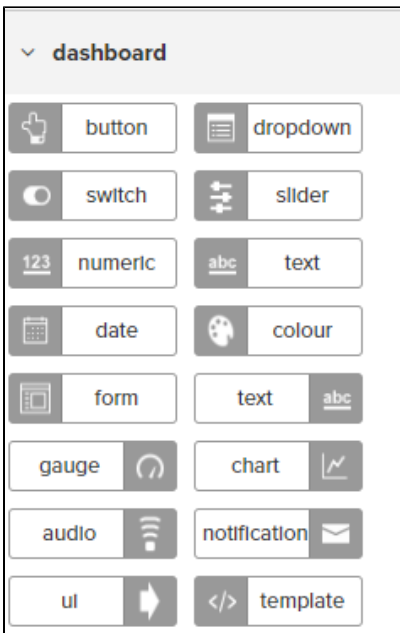 dashboard
button dropdown
switch slider
123 numeric abc text
date colour
form text abc
gauge chart
audio notification
ui </> template